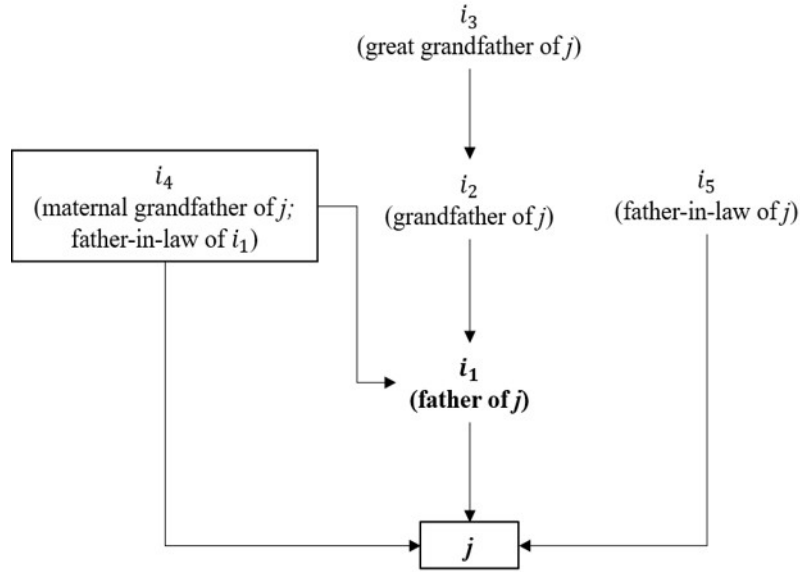 i₃
(great grandfather of j)
i₄
(maternal grandfather of j;
father-in-law of i₁)
i₂
(grandfather of j)
i₅
(father-in-law of j)
i₁
(father of j)
j